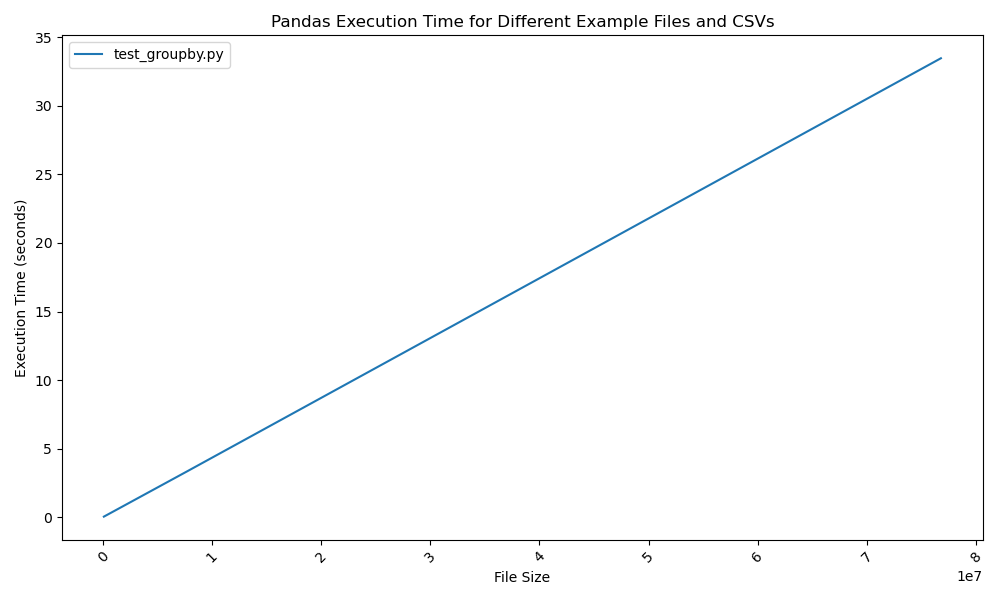 Pandas Execution Time for Different Example Files and CSVs
test_groupby.py
Execution Time (seconds)
35
30
25
20
15
10
5
0
0 1 2 3 4 5 6 7 8
1e7
File Size